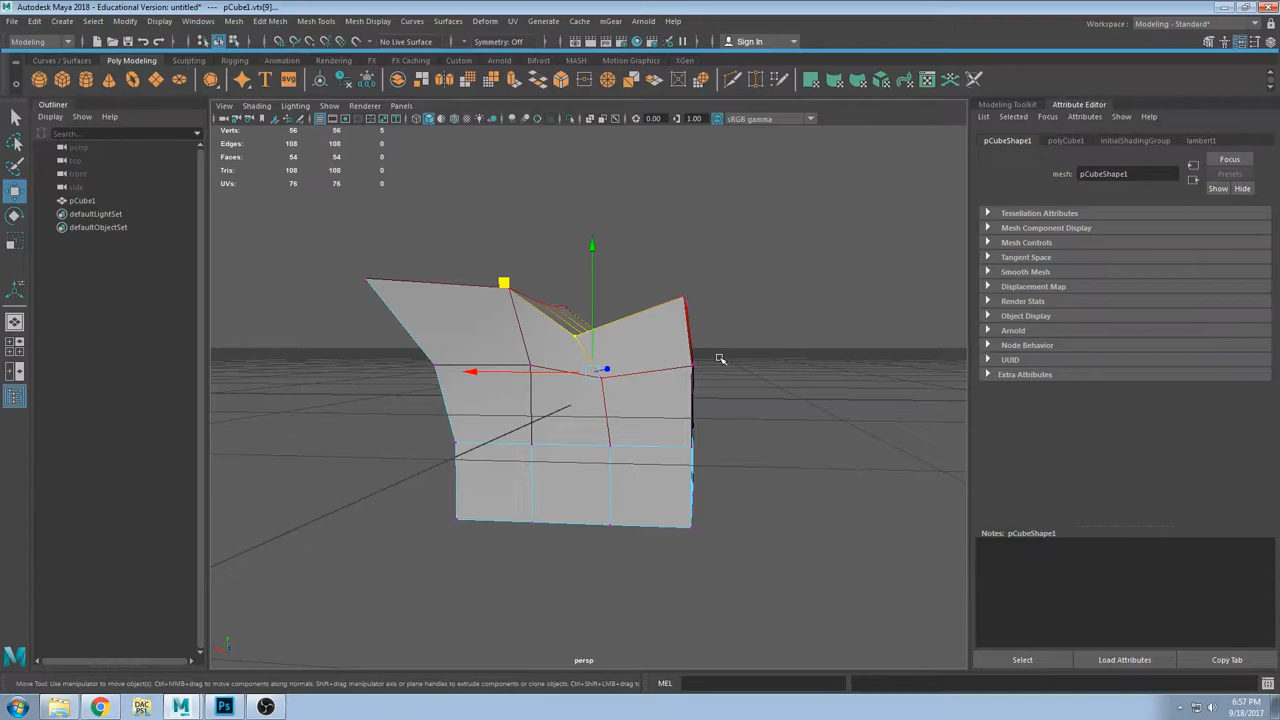 Autodesk Maya 2018 - Educational Version: untitled* --- pCube1.vtx[9]...
File Edit Create Select Modify Display Windows Mesh Edit Mesh Mesh Tools Mesh Display Curves Surfaces Deform UV Generate Cache mGear Arnold Help
Workspace : Modeling - Standard*
Modeling No Live Surface Symmetry: Off Sign In
Curves / Surfaces Poly Modeling Sculpting Rigging Animation Rendering FX FX Caching Custom Arnold Bifrost MASH Motion Graphics XGen
Outliner
Display Show Help
Search...
persp
top
front
side
pCube1
defaultLightSet
defaultObjectSet
View Shading Lighting Show Renderer Panels
0.00 1.00 sRGB gamma
Verts: 56 56 5
Edges: 108 108 0
Faces: 54 54 0
Tris: 108 108 0
UVs: 76 76 0
persp
Modeling Toolkit Attribute Editor
List Selected Focus Attributes Show Help
pCubeShape1 polyCube1 initialShadingGroup lambert1
Focus
mesh: pCubeShape1
Presets
Show Hide
Tessellation Attributes
Mesh Component Display
Mesh Controls
Tangent Space
Smooth Mesh
Displacement Map
Render Stats
Object Display
Arnold
Node Behavior
UUID
Extra Attributes
Notes: pCubeShape1
Select Load Attributes Copy Tab
Move Tool: Use manipulator to move object(s). Ctrl+MMB+drag to move components along normals. Shift+drag manipulator axis or plane handles to extrude components or clone objects. Ctrl+Shift+LMB+drag to
MEL
DAC
PS1
Ps
6:57 PM
9/18/2017